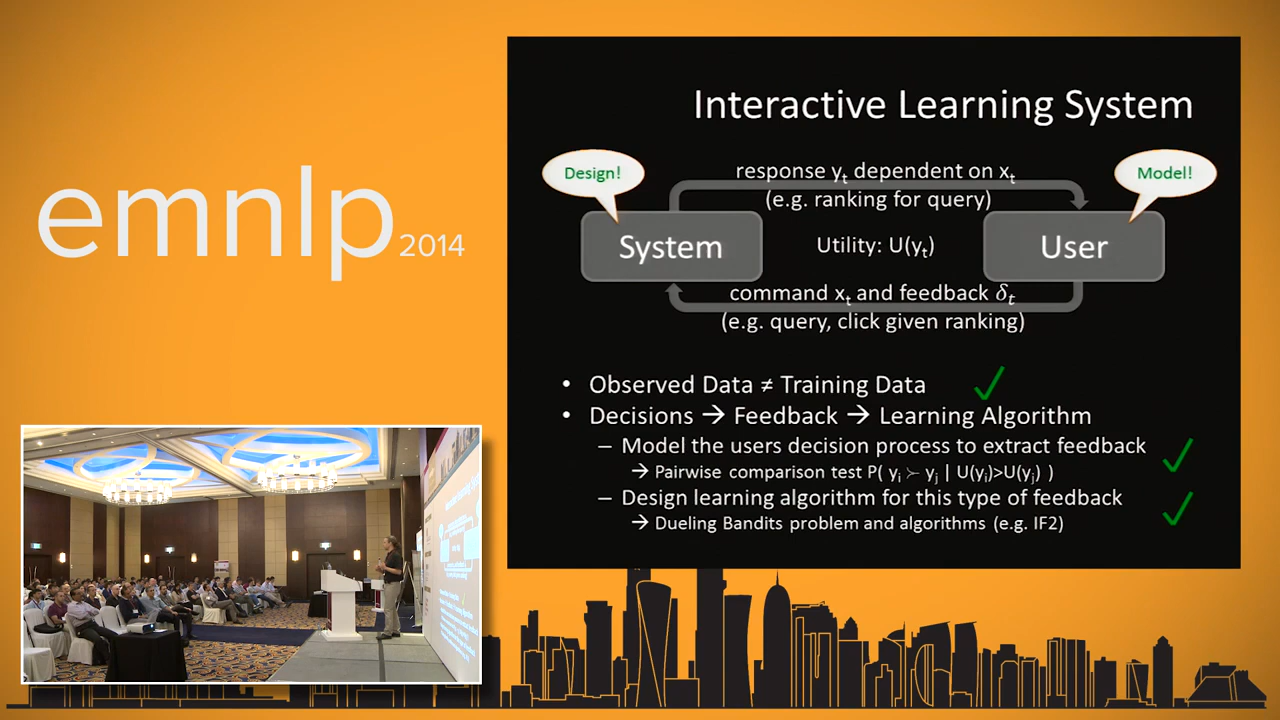 emnlp 2014
Interactive Learning System
Design!
response yₜ dependent on xₜ
(e.g. ranking for query)
Model!
System
Utility: U(yₜ)
User
command xₜ and feedback δₜ
(e.g. query, click given ranking)
• Observed Data ≠ Training Data ✓
• Decisions → Feedback → Learning Algorithm
– Model the users decision process to extract feedback ✓
→ Pairwise comparison test P( yᵢ ≻ yⱼ | U(yᵢ)>U(yⱼ) )
– Design learning algorithm for this type of feedback ✓
→ Dueling Bandits problem and algorithms (e.g. IF2)